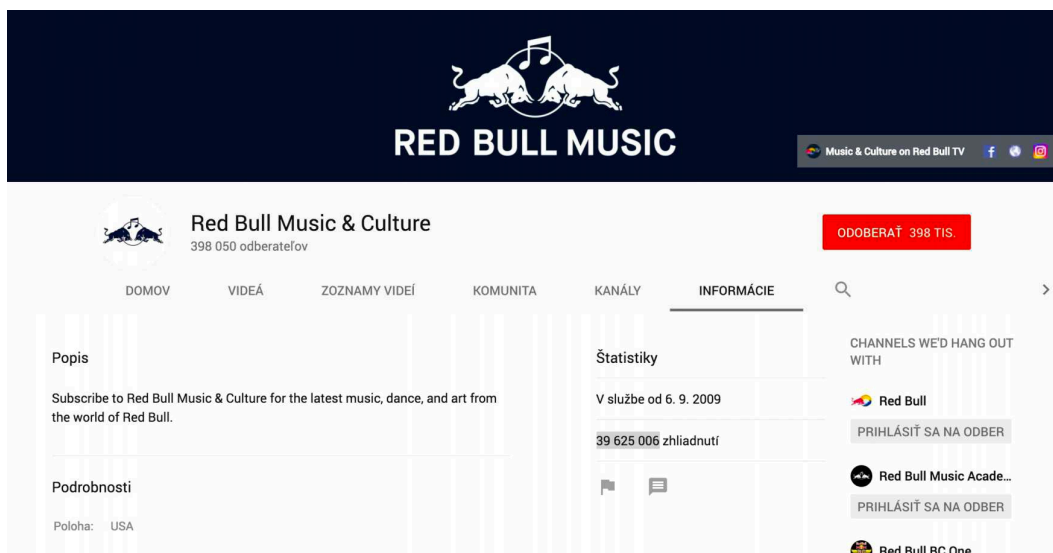 RED BULL MUSIC
Music & Culture on Red Bull TV
Red Bull Music & Culture
398 050 odberateľov
ODOBERAŤ 398 TIS.
DOMOV VIDEÁ ZOZNAMY VIDEÍ KOMUNITA KANÁLY INFORMÁCIE
Popis
Subscribe to Red Bull Music & Culture for the latest music, dance, and art from
the world of Red Bull.
Podrobnosti
Poloha: USA
Štatistiky
V službe od 6. 9. 2009
39 625 006 zhliadnutí
CHANNELS WE'D HANG OUT
WITH
Red Bull
PRIHLÁSIŤ SA NA ODBER
Red Bull Music Acade...
PRIHLÁSIŤ SA NA ODBER
Red Bull BC One